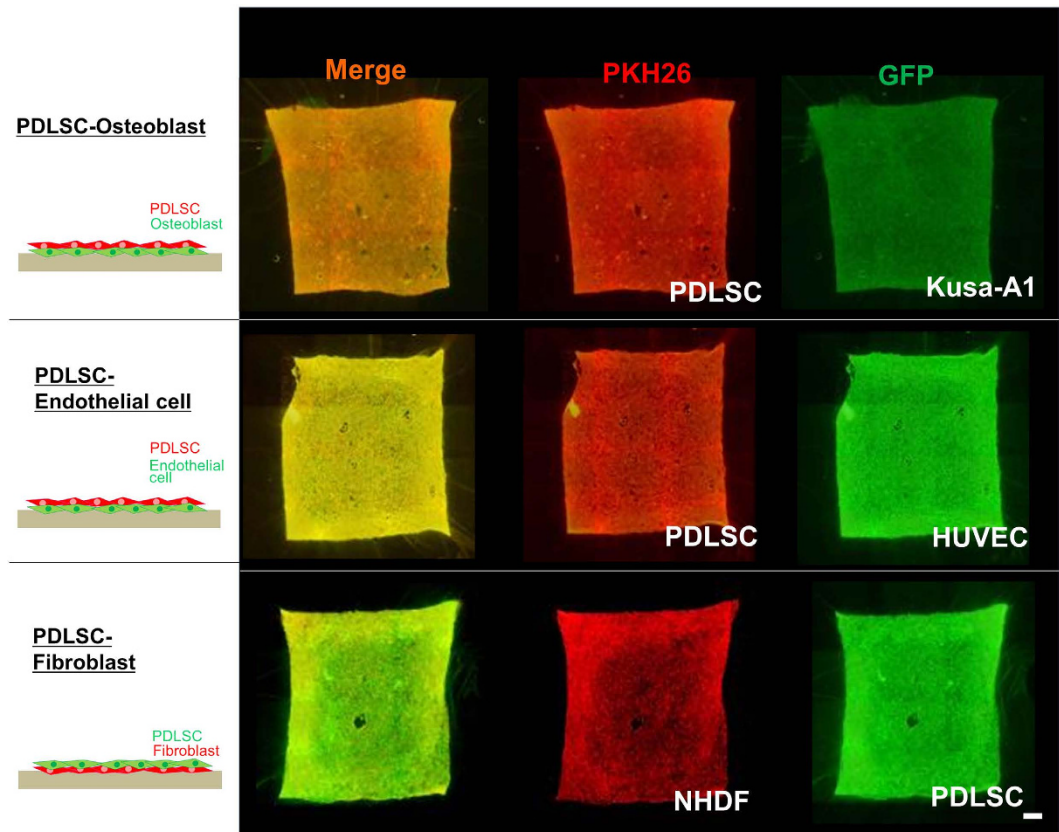 Merge
PKH26
GFP
PDLSC-Osteoblast
PDLSC
Osteoblast
PDLSC
Kusa-A1
PDLSC-
Endothelial cell
PDLSC
Endothelial
cell
PDLSC
HUVEC
PDLSC-
Fibroblast
PDLSC
Fibroblast
NHDF
PDLSC